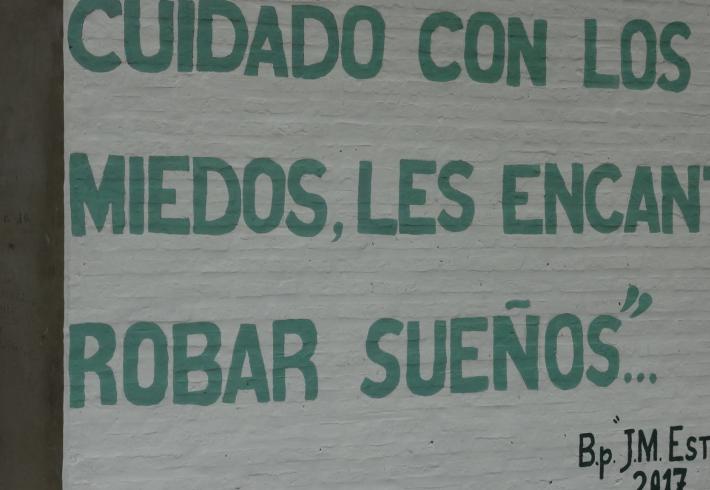 CUIDADO CON LOS
MIEDOS, LES ENCANT
ROBAR SUEÑOS"...
B.p. "J.M. EST
2017